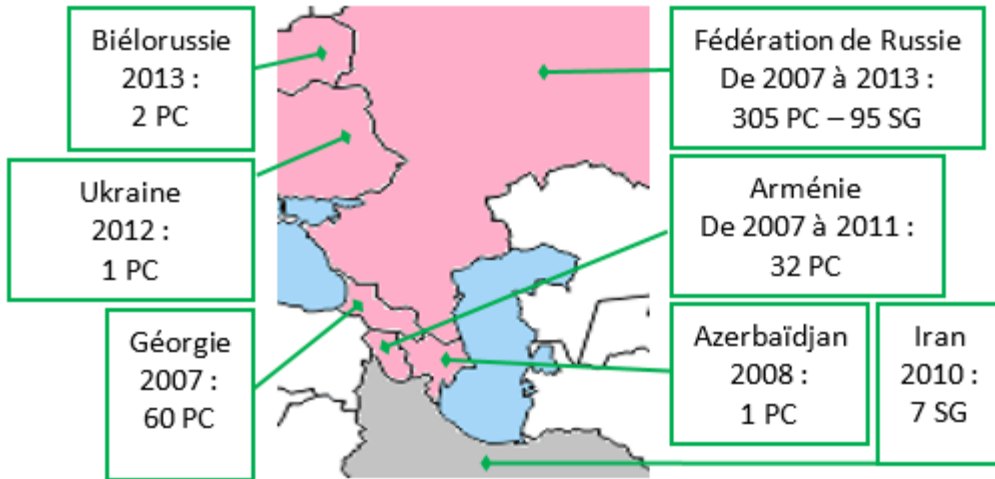 Biélorussie
2013 :
2 PC
Fédération de Russie
De 2007 à 2013 :
305 PC – 95 SG
Ukraine
2012 :
1 PC
Arménie
De 2007 à 2011 :
32 PC
Géorgie
2007 :
60 PC
Azerbaïdjan
2008 :
1 PC
Iran
2010 :
7 SG